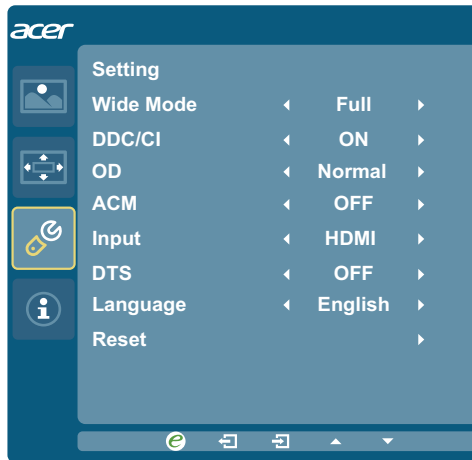 acer
Setting
Wide Mode Full
DDC/CI ON
OD Normal
ACM OFF
Input HDMI
DTS OFF
Language English
Reset
e